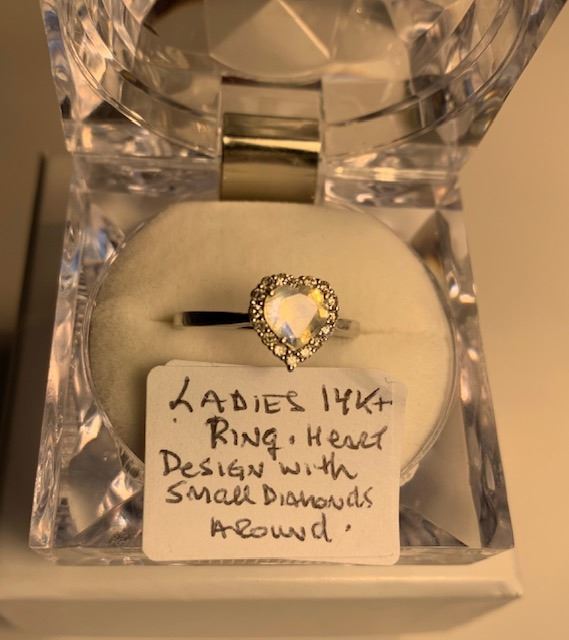 LADIES 14K+
RING. Heart
DESIGN with
Small DIAMONDS
AROUND.